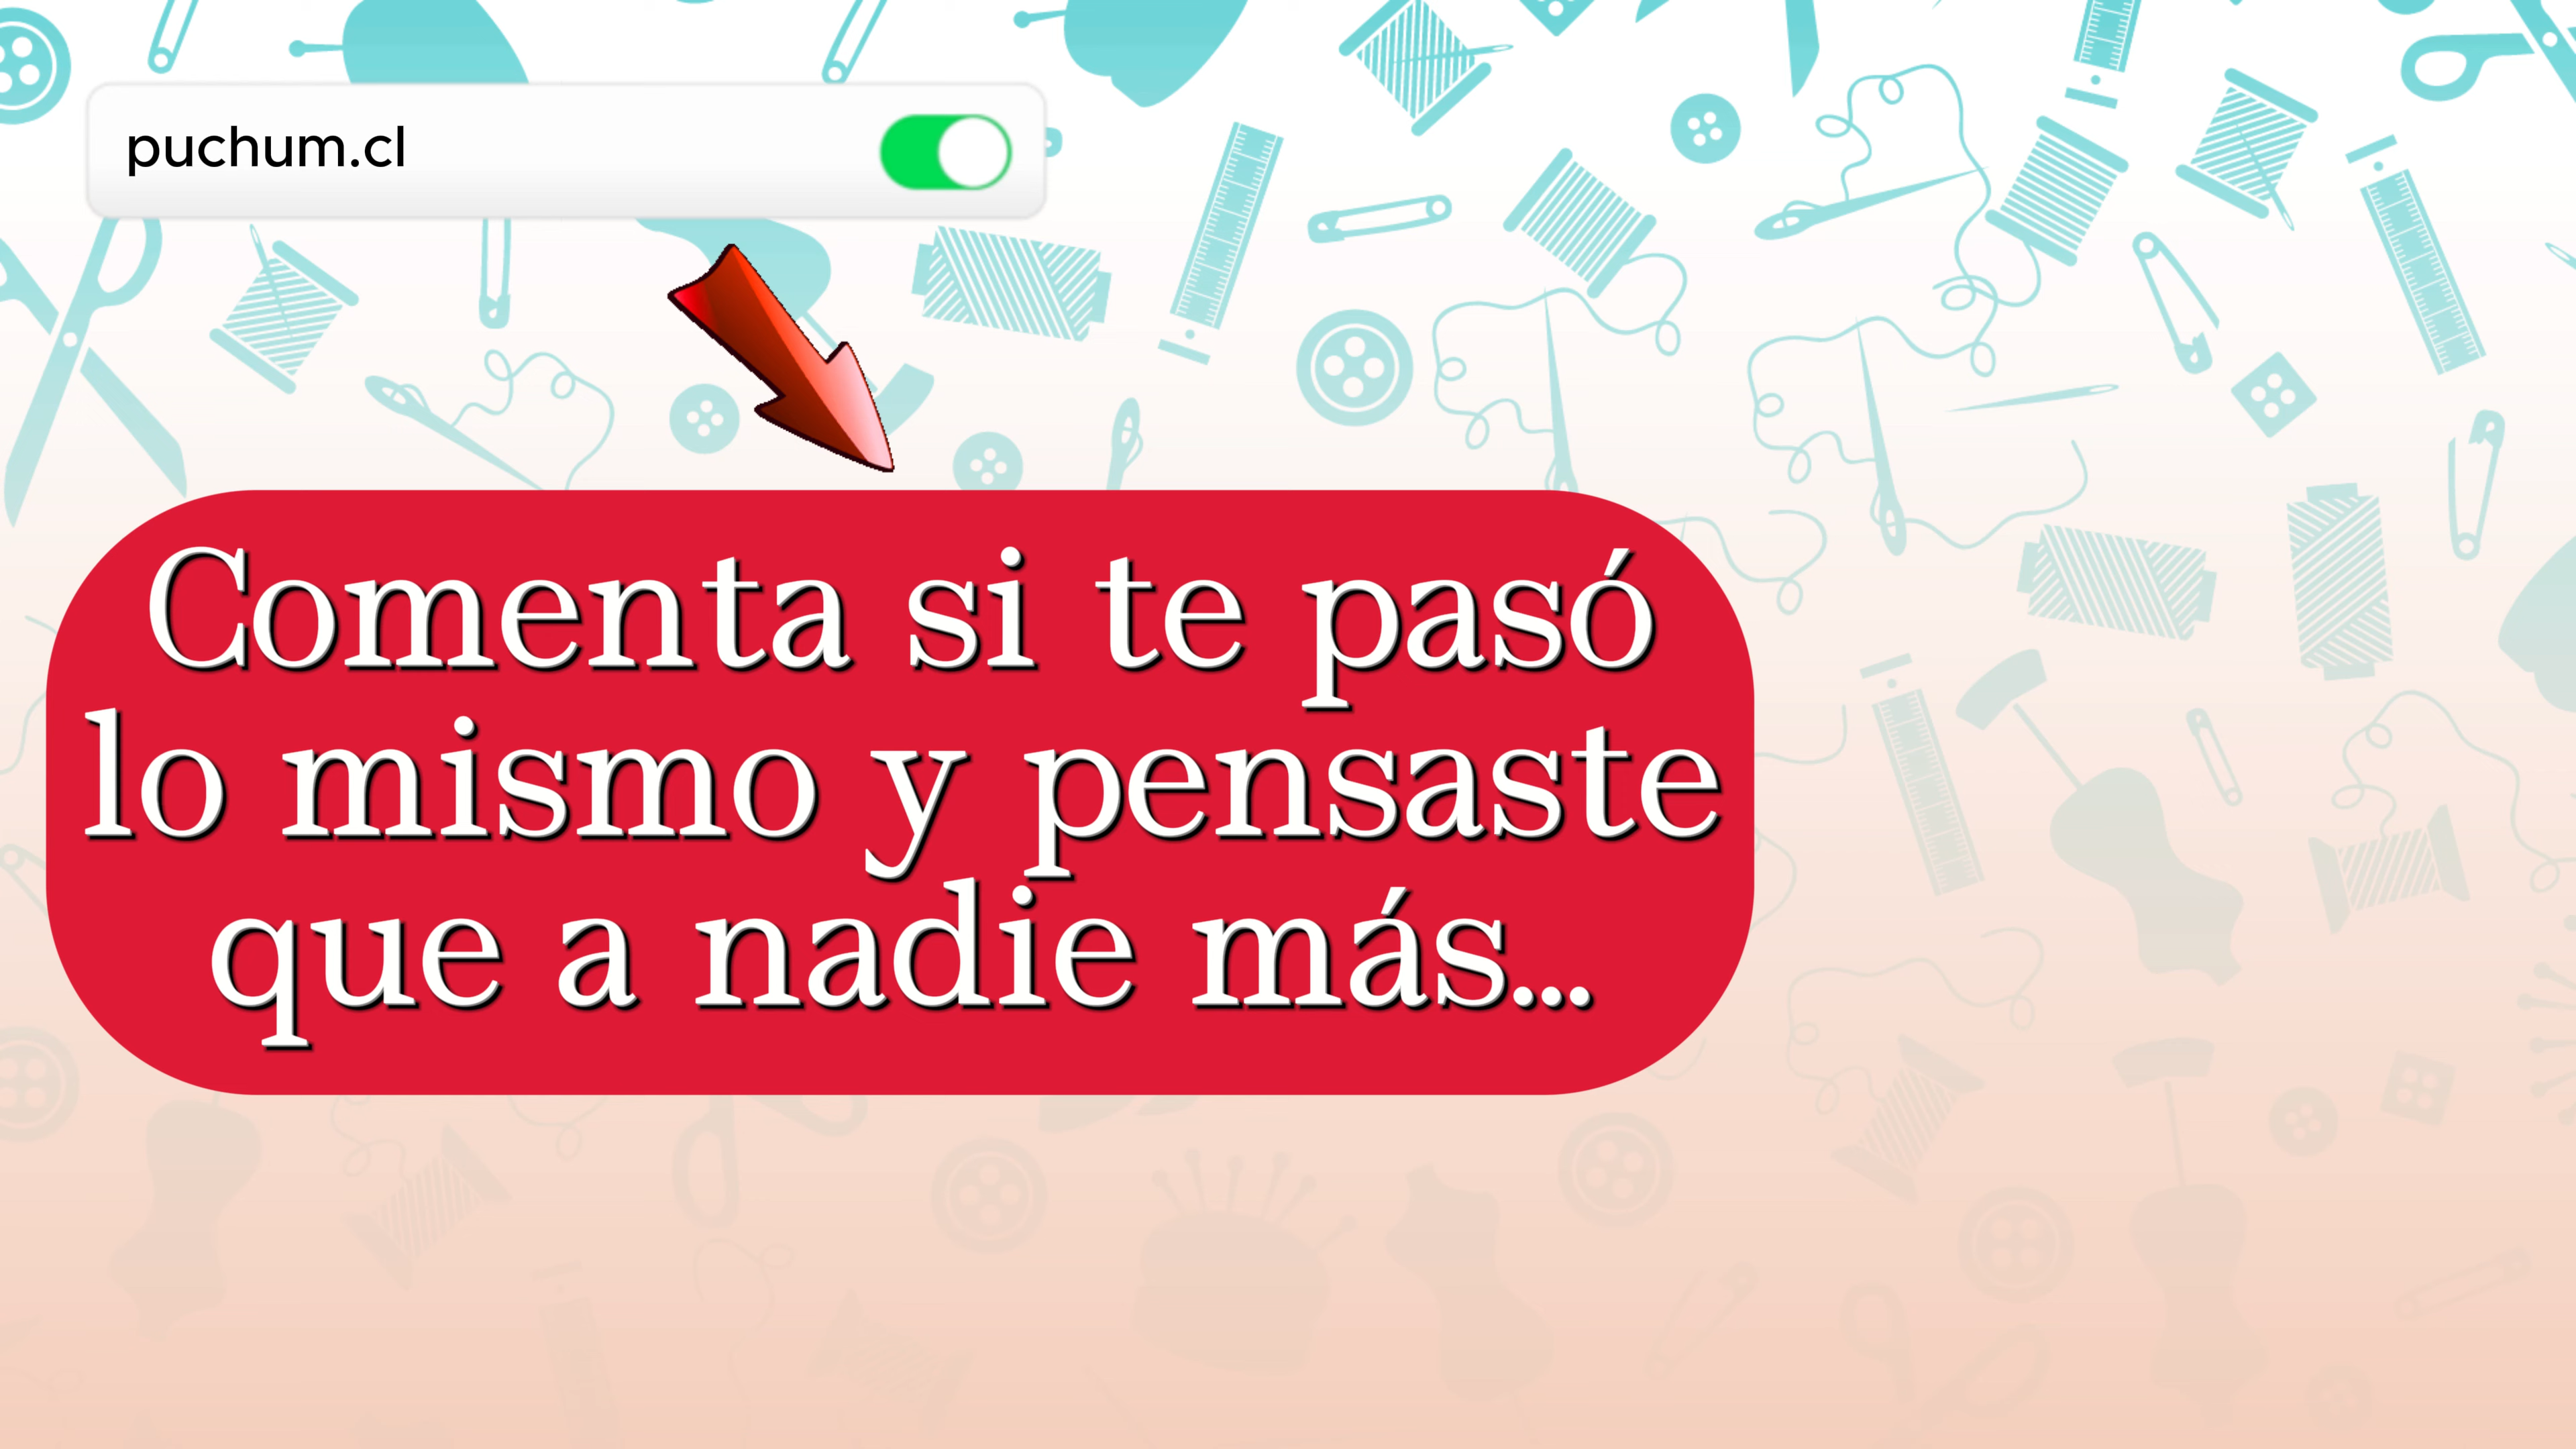 puchum.cl
Comenta si te pasó
lo mismo y pensaste
que a nadie más...